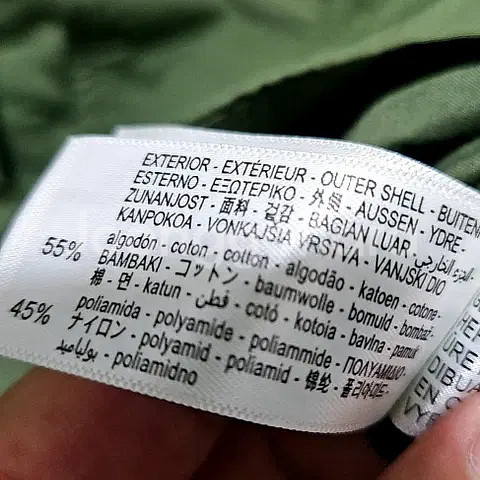 EXTERIOR - EXTÉRIEUR - OUTER SHELL - BUITEN
ESTERNO - ΕΞΩΤΕΡΙΚΟ - 外 - AUSSEN - YDRE -
ZUNANJOST - 面料 - 겉감 - BAGIAN LUAR - الجزء الخارجي
KANPOKOA - VONKAJŠIA VRSTVA - VANJSKI DIO
55% algodón - coton - cotton - algodão - katoen - cotone -
BAMBAKI - コットン - baumwolle - bomuld - bombaž -
棉 - 면 - katun - قطن - cotó - kotoia - bavlna - pamuk
45% poliamida - polyamide - poliammide - ΠΟΛΥΑΜΙΔΙΟ -
ナイロン - polyamid - poliamid - 锦纶 - 폴리아미드 -
بولياميد - poliamidno
URE
DIBUA
EN